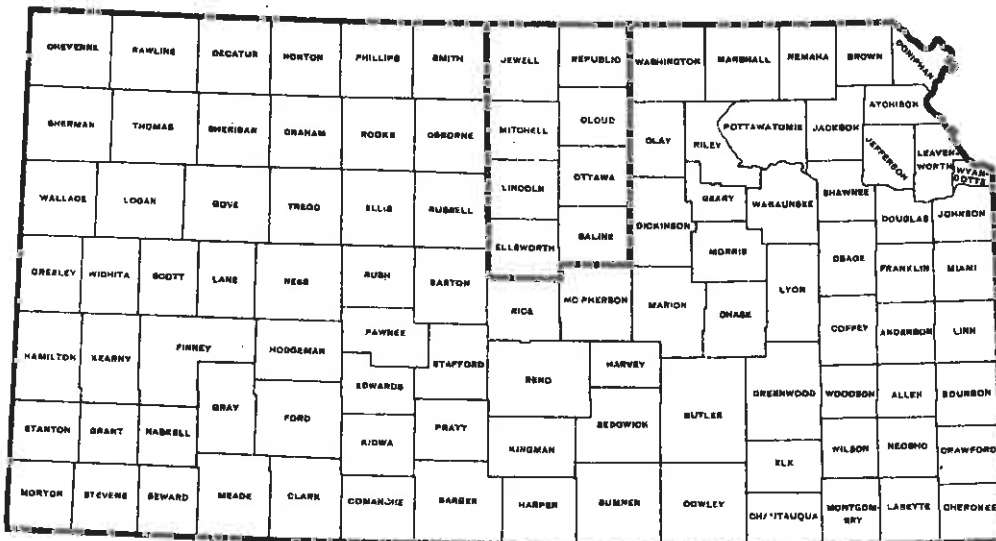 CHEYENNE RAWLINS DECATUR NORTON PHILLIPS SMITH JEWELL REPUBLIC WASHINGTON MARSHALL NEMAHA BROWN DONIPHAN
ATCHISON
SHERMAN THOMAS SHERIDAN GRAHAM ROOKS OSBORNE MITCHELL CLOUD CLAY RILEY POTTAWATOMIE JACKSON
JEFFERSON LEAVEN-
WORTH WYAN-
DOTTE
WALLACE LOGAN GOVE TREGO ELLIS RUSSELL LINCOLN OTTAWA DICKINSON GEARY WABAUNSEE SHAWNEE DOUGLAS JOHNSON
ELLSWORTH SALINE MORRIS
GREELEY WICHITA SCOTT LANE NESS RUSH BARTON RICE MC PHERSON MARION CHASE LYON OSAGE FRANKLIN MIAMI
PAWNEE COFFEY ANDERSON LINN
HAMILTON KEARNY FINNEY HODGEMAN STAFFORD RENO HARVEY
EDWARDS
GRAY FORD BUTLER GREENWOOD WOODSON ALLEN BOURBON
STANTON GRANT HASKELL KIOWA PRATT KINGMAN SEDGWICK ELK WILSON NEOSHO CRAWFORD
MORTON STEVENS SEWARD MEADE CLARK COMANCHE BARBER HARPER SUMNER COWLEY CHAUTAUQUA MONTGOM-
ERY LABETTE CHEROKEE